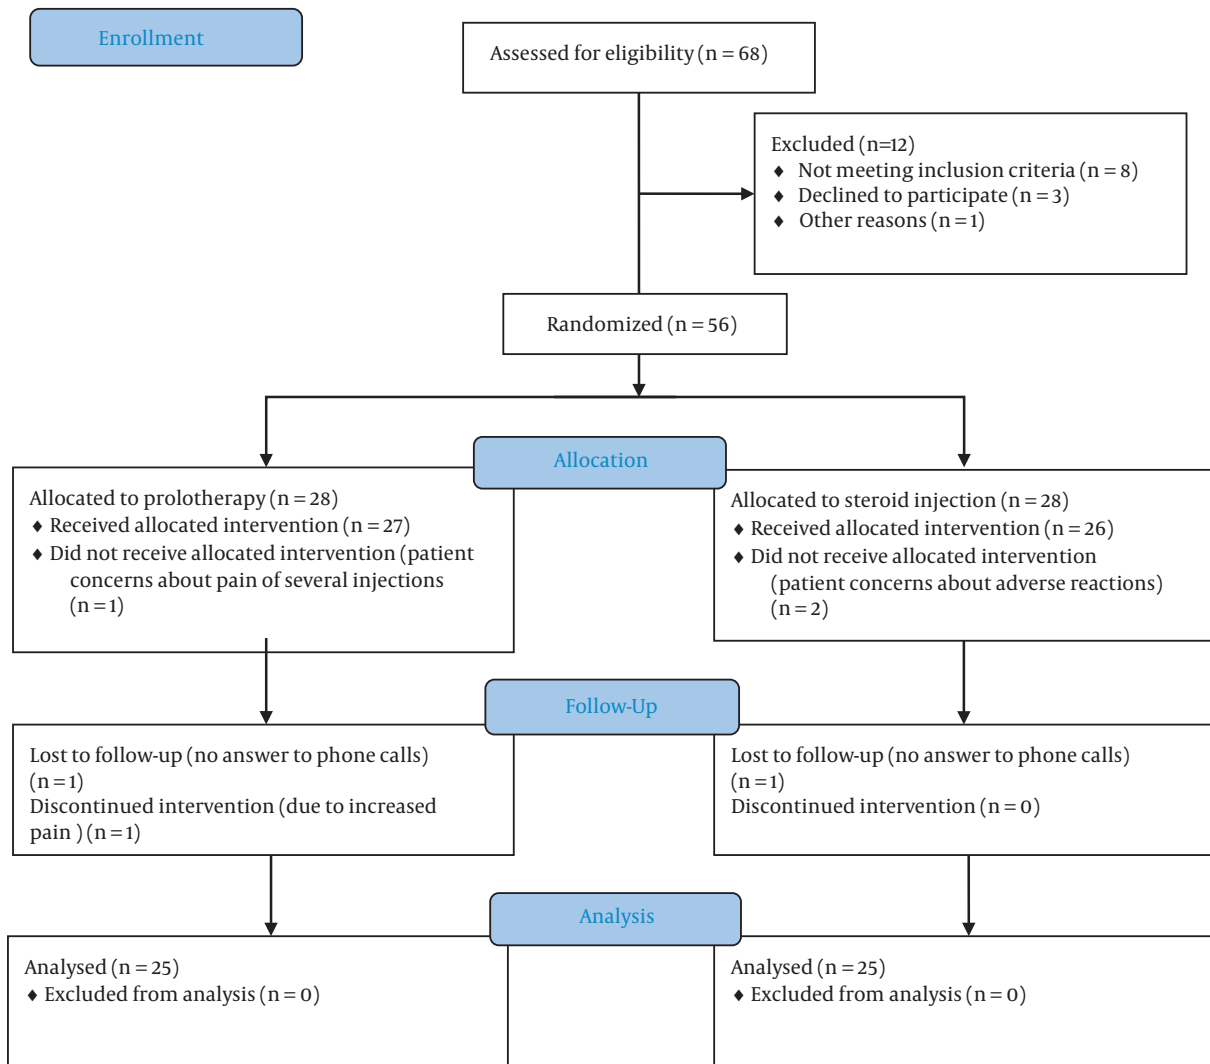 Enrollment
Assessed for eligibility (n = 68)
Excluded (n=12)
♦ Not meeting inclusion criteria (n = 8)
♦ Declined to participate (n = 3)
♦ Other reasons (n = 1)
Randomized (n = 56)
Allocation
Allocated to prolotherapy (n = 28)
♦ Received allocated intervention (n = 27)
♦ Did not receive allocated intervention (patient
concerns about pain of several injections
(n = 1)
Allocated to steroid injection (n = 28)
♦ Received allocated intervention (n = 26)
♦ Did not receive allocated intervention
(patient concerns about adverse reactions)
(n = 2)
Follow-Up
Lost to follow-up (no answer to phone calls)
(n = 1)
Discontinued intervention (due to increased
pain ) (n = 1)
Lost to follow-up (no answer to phone calls)
(n = 1)
Discontinued intervention (n = 0)
Analysis
Analysed (n = 25)
♦ Excluded from analysis (n = 0)
Analysed (n = 25)
♦ Excluded from analysis (n = 0)